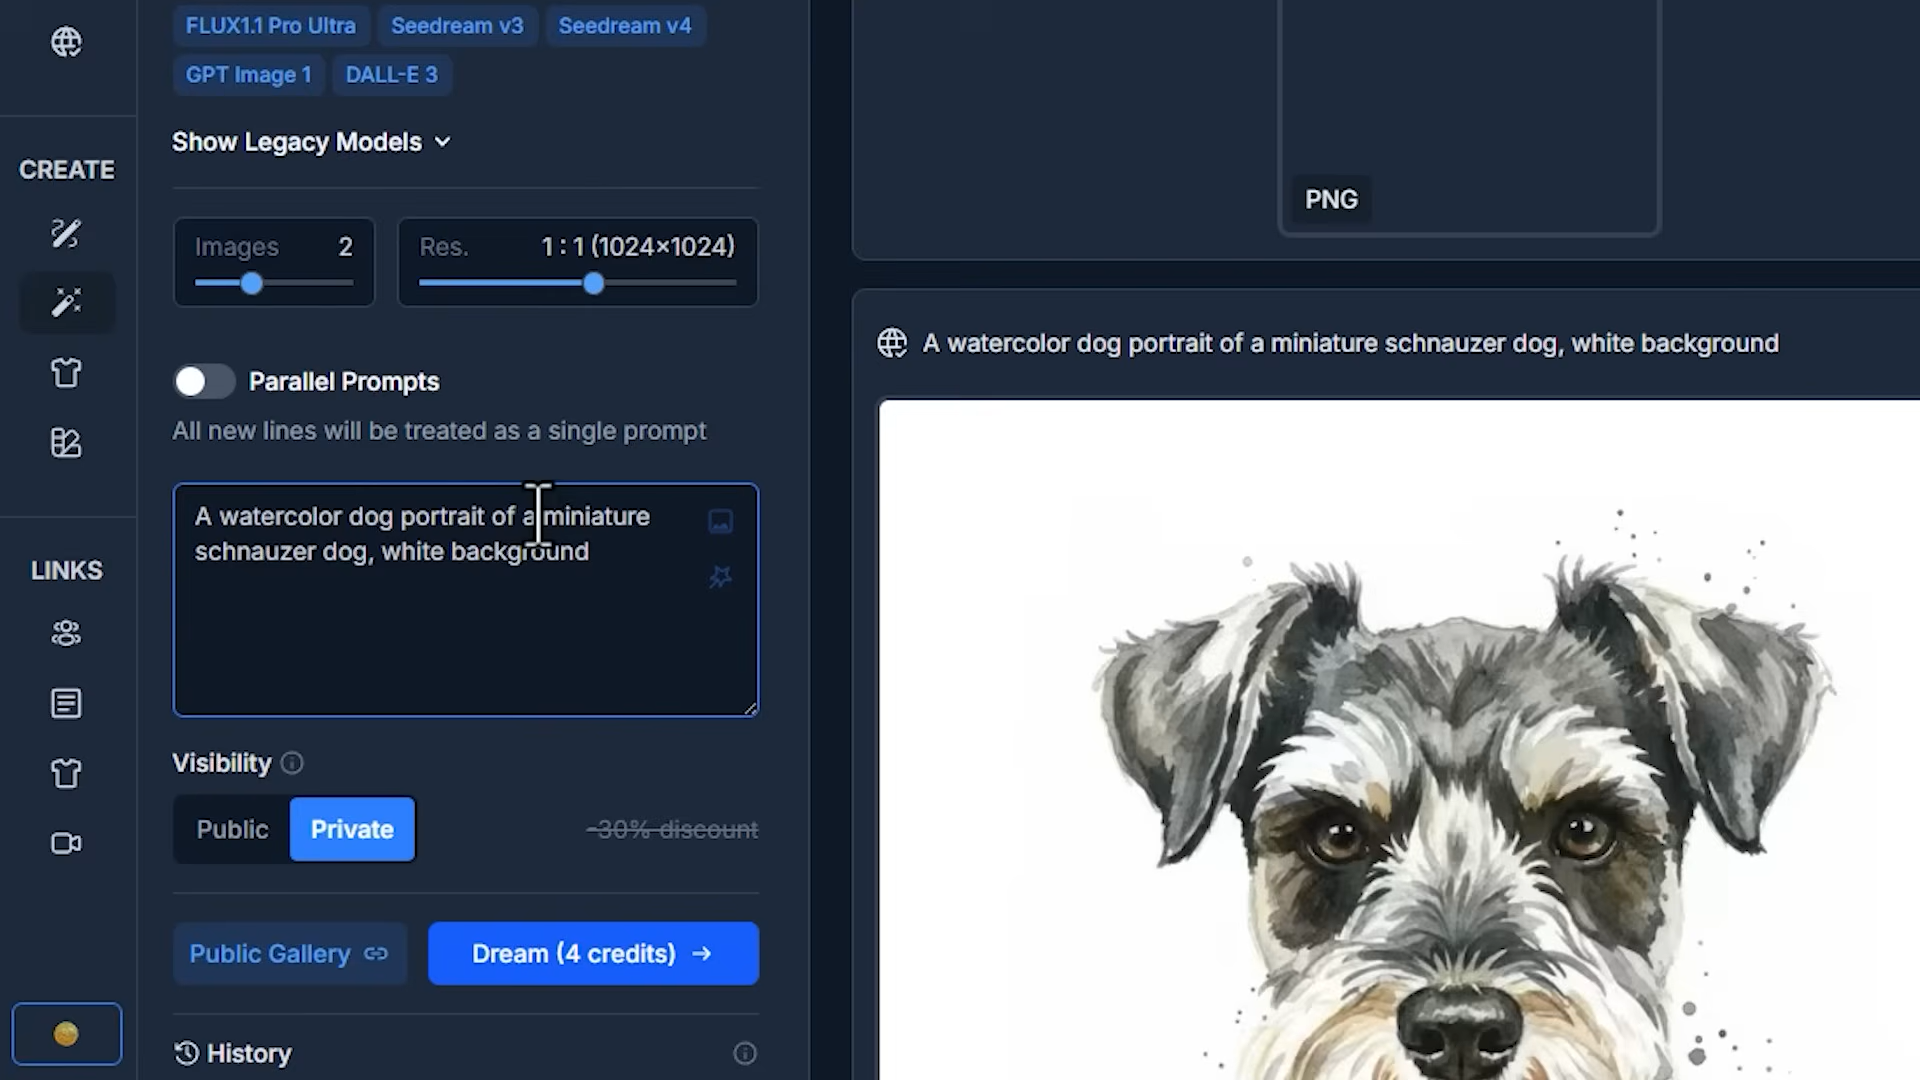 FLUX1.1 Pro Ultra
Seedream v3
Seedream v4
GPT Image 1
DALL-E 3
Show Legacy Models
CREATE
Images 2
Res. 1:1 (1024×1024)
Parallel Prompts
All new lines will be treated as a single prompt
A watercolor dog portrait of a miniature
schnauzer dog, white background
LINKS
Visibility
Public
Private
-30% discount
Public Gallery
Dream (4 credits) →
History
PNG
A watercolor dog portrait of a miniature schnauzer dog, white background